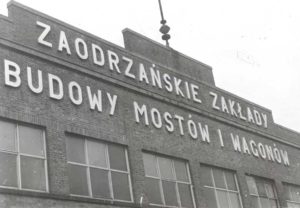 ZAODRZAŃSKIE ZAKŁADY
BUDOWY MOSTÓW I WAGONÓW